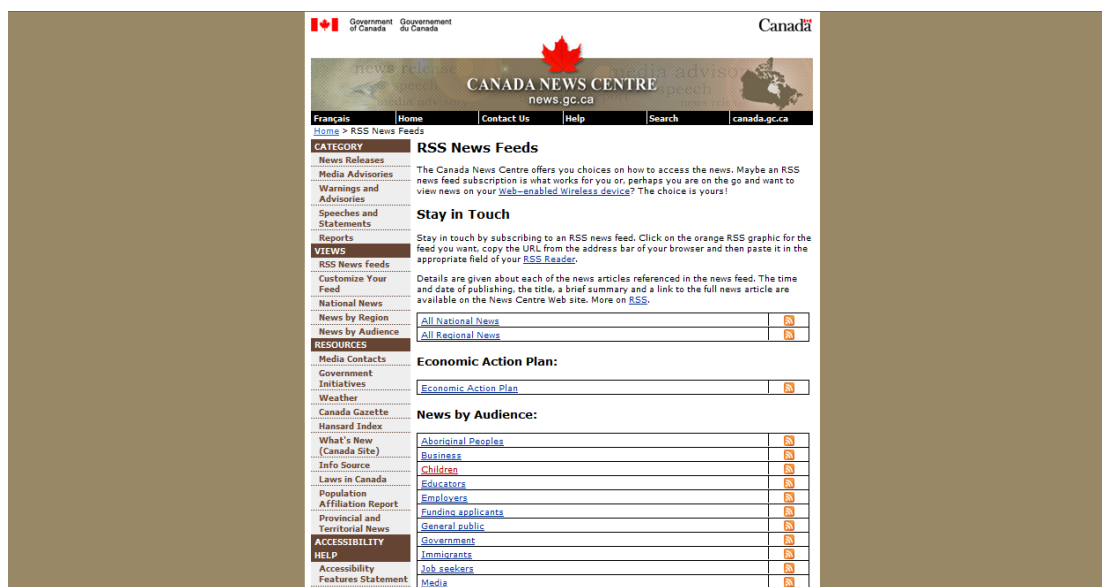 Government Gouvernement
of Canada du Canada
Canada
news release
media advisory
speech
speech
media advisory
news release
CANADA NEWS CENTRE
news.gc.ca
Français Home Contact Us Help Search canada.gc.ca
Home > RSS News Feeds
CATEGORY
News Releases
Media Advisories
Warnings and
Advisories
Speeches and
Statements
Reports
VIEWS
RSS News feeds
Customize Your
Feed
National News
News by Region
News by Audience
RESOURCES
Media Contacts
Government
Initiatives
Weather
Canada Gazette
Hansard Index
What's New
(Canada Site)
Info Source
Laws in Canada
Population
Affiliation Report
Provincial and
Territorial News
ACCESSIBILITY
HELP
Accessibility
Features Statement
RSS News Feeds
The Canada News Centre offers you choices on how to access the news. Maybe an RSS
news feed subscription is what works for you or, perhaps you are on the go and want to
view news on your Web–enabled Wireless device? The choice is yours!
Stay in Touch
Stay in touch by subscribing to an RSS news feed. Click on the orange RSS graphic for the
feed you want, copy the URL from the address bar of your browser and then paste it in the
appropriate field of your RSS Reader.
Details are given about each of the news articles referenced in the news feed. The time
and date of publishing, the title, a brief summary and a link to the full news article are
available on the News Centre Web site. More on RSS.
All National News
All Regional News
Economic Action Plan:
Economic Action Plan
News by Audience:
Aboriginal Peoples
Business
Children
Educators
Employers
Funding applicants
General public
Government
Immigrants
Job seekers
Media